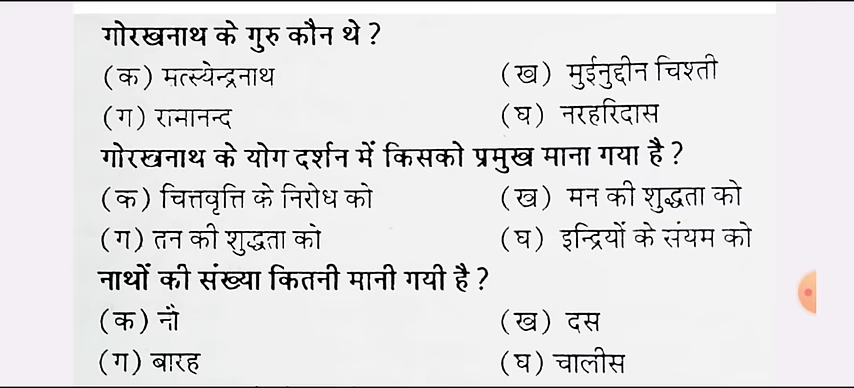 गोरखनाथ के गुरु कौन थे ?
(क) मत्स्येन्द्रनाथ (ख) मुईनुद्दीन चिश्ती
(ग) रामानन्द (घ) नरहरिदास
गोरखनाथ के योग दर्शन में किसको प्रमुख माना गया है ?
(क) चित्तवृत्ति के निरोध को (ख) मन की शुद्धता को
(ग) तन की शुद्धता को (घ) इन्द्रियों के संयम को
नाथों की संख्या कितनी मानी गयी है ?
(क) नौ (ख) दस
(ग) बारह (घ) चालीस